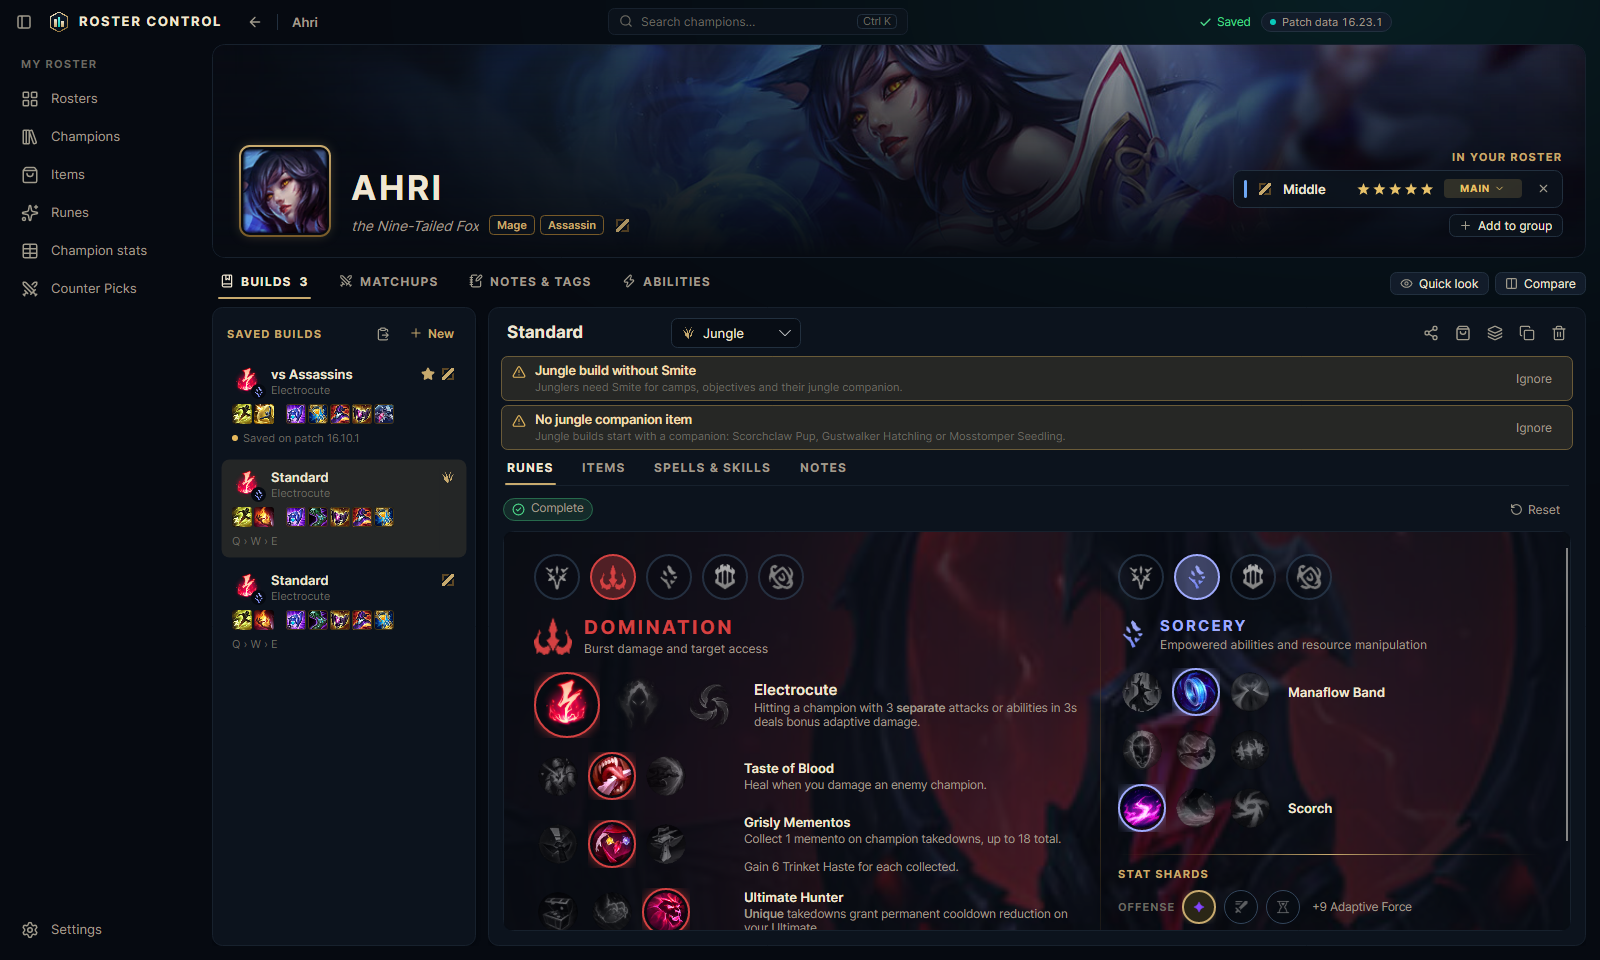 ROSTER CONTROL
Ahri
Search champions...
Ctrl K
Saved
Patch data 16.23.1
MY ROSTER
Rosters
Champions
Items
Runes
Champion stats
Counter Picks
Settings
AHRI
the Nine-Tailed Fox
Mage
Assassin
IN YOUR ROSTER
Middle
MAIN
Add to group
BUILDS 3
MATCHUPS
NOTES & TAGS
ABILITIES
Quick look
Compare
SAVED BUILDS
New
vs Assassins
Electrocute
Saved on patch 16.10.1
Standard
Electrocute
Q › W › E
Standard
Electrocute
Q › W › E
Standard
Jungle
Jungle build without Smite
Junglers need Smite for camps, objectives and their jungle companion.
Ignore
No jungle companion item
Jungle builds start with a companion: Scorchclaw Pup, Gustwalker Hatchling or Mosstomper Seedling.
Ignore
RUNES
ITEMS
SPELLS & SKILLS
NOTES
Complete
Reset
DOMINATION
Burst damage and target access
Electrocute
Hitting a champion with 3 separate attacks or abilities in 3s
deals bonus adaptive damage.
Taste of Blood
Heal when you damage an enemy champion.
Grisly Mementos
Collect 1 memento on champion takedowns, up to 18 total.
Gain 6 Trinket Haste for each collected.
Ultimate Hunter
Unique takedowns grant permanent cooldown reduction on
your Ultimate
SORCERY
Empowered abilities and resource manipulation
Manaflow Band
Scorch
STAT SHARDS
OFFENSE
+9 Adaptive Force